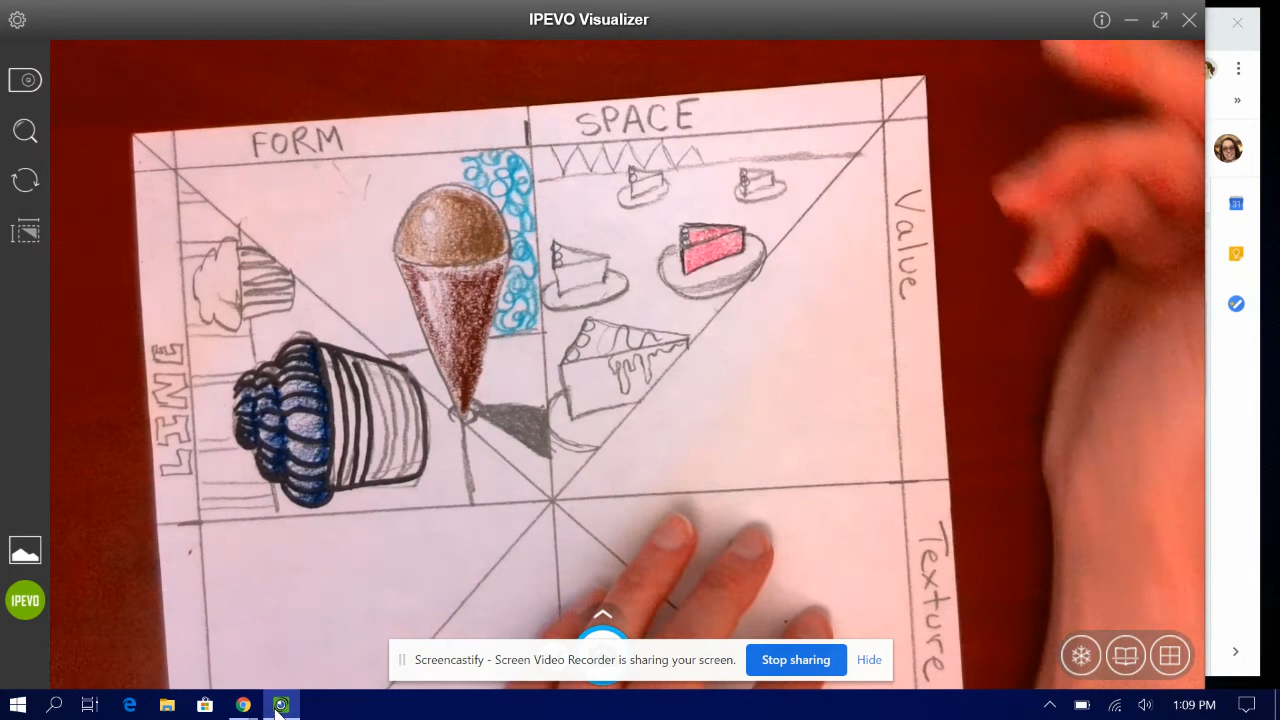 IPEVO Visualizer
FORM
SPACE
Value
LINE
31
IPEVO
Texture
Screencastify - Screen Video Recorder is sharing your screen.
Stop sharing
Hide
1:09 PM